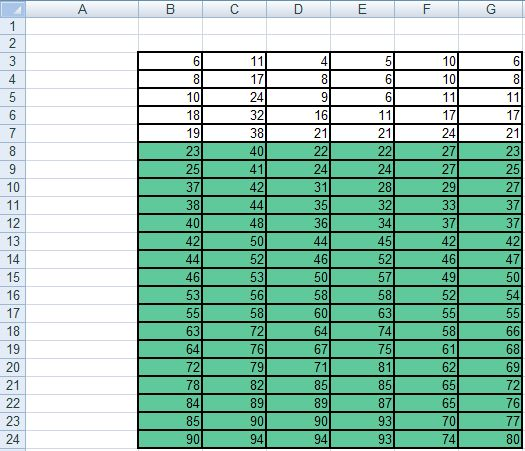 A B C D E F G
1
2
3 6 11 4 5 10 6
4 8 17 8 6 10 8
5 10 24 9 6 11 11
6 18 32 16 11 17 17
7 19 38 21 21 24 21
8 23 40 22 22 27 23
9 25 41 24 24 27 25
10 37 42 31 28 29 27
11 38 44 35 32 33 37
12 40 48 36 34 37 37
13 42 50 44 45 42 42
14 44 52 46 52 46 47
15 46 53 50 57 49 50
16 53 56 58 58 52 54
17 55 58 60 63 55 55
18 63 72 64 74 58 66
19 64 76 67 75 61 68
20 72 79 71 81 62 69
21 78 82 85 85 65 72
22 84 89 89 87 65 76
23 85 90 90 93 70 77
24 90 94 94 93 74 80